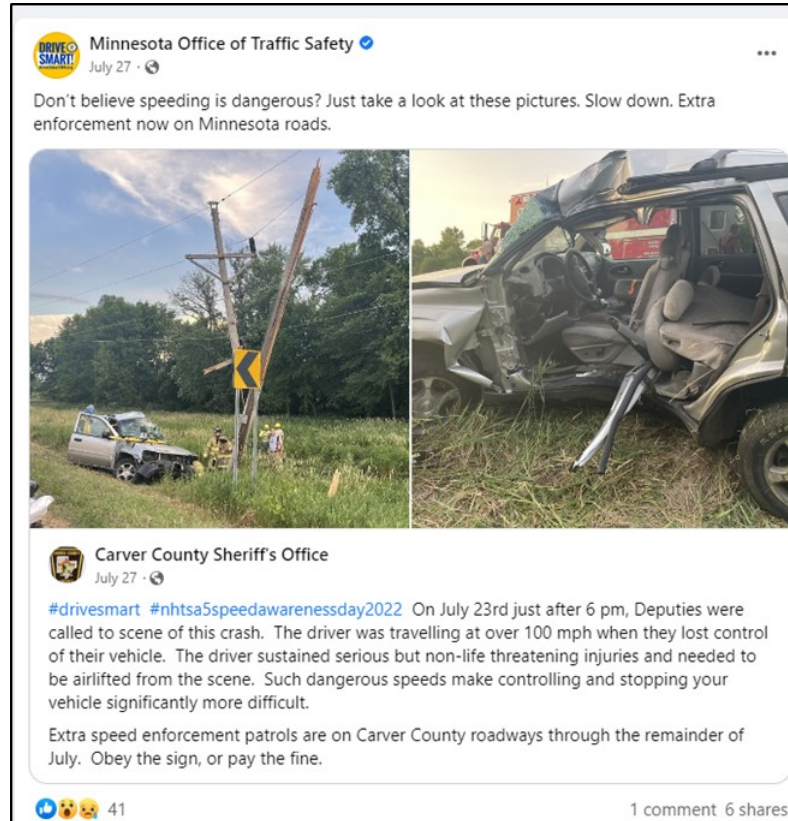 DRIVE
SMART!
Minnesota Office of Traffic Safety
July 27 ·
Don't believe speeding is dangerous? Just take a look at these pictures. Slow down. Extra
enforcement now on Minnesota roads.
Carver County Sheriff's Office
July 27 ·
#drivesmart #nhtsa5speedawarenessday2022 On July 23rd just after 6 pm, Deputies were
called to scene of this crash. The driver was travelling at over 100 mph when they lost control
of their vehicle. The driver sustained serious but non-life threatening injuries and needed to
be airlifted from the scene. Such dangerous speeds make controlling and stopping your
vehicle significantly more difficult.
Extra speed enforcement patrols are on Carver County roadways through the remainder of
July. Obey the sign, or pay the fine.
41
1 comment 6 shares